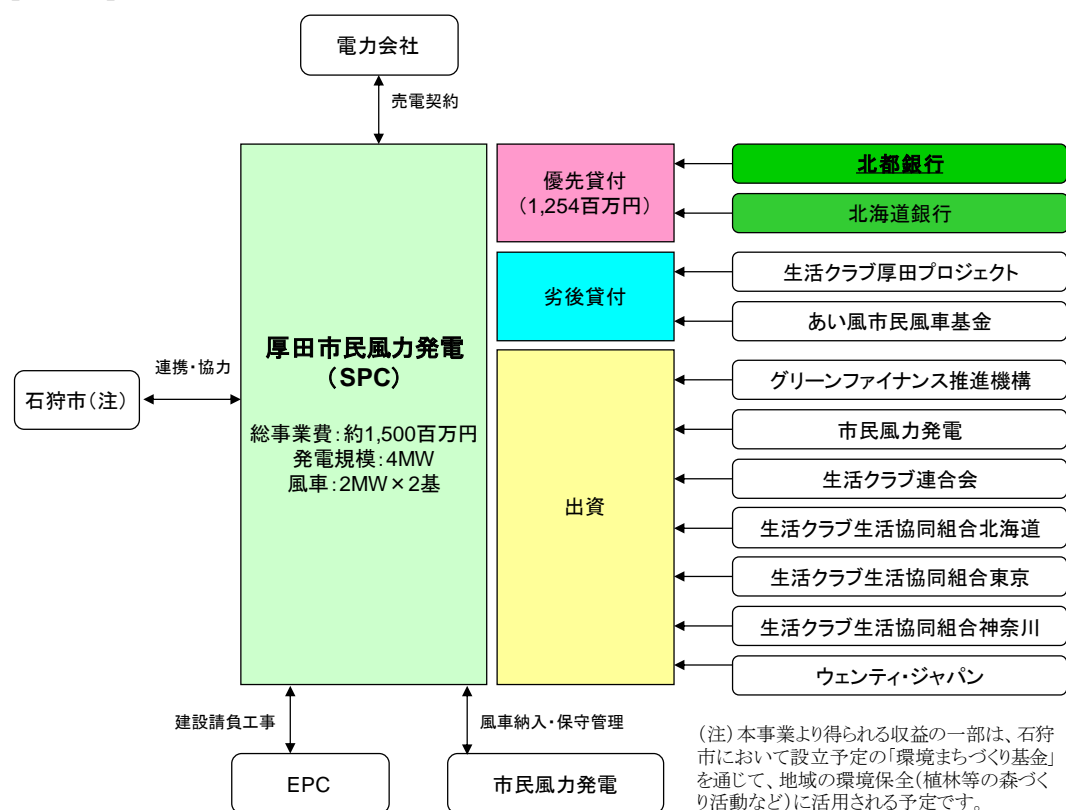 電力会社
売電契約
厚田市民風力発電
（SPC）
総事業費：約1,500百万円
発電規模：4MW
風車：2MW×2基
連携・協力
石狩市（注）
優先貸付
（1,254百万円）
北都銀行
北海道銀行
劣後貸付
生活クラブ厚田プロジェクト
あい風市民風車基金
出資
グリーンファイナンス推進機構
市民風力発電
生活クラブ連合会
生活クラブ生活協同組合北海道
生活クラブ生活協同組合東京
生活クラブ生活協同組合神奈川
ウェンティ・ジャパン
建設請負工事
EPC
風車納入・保守管理
市民風力発電
（注）本事業より得られる収益の一部は、石狩
市において設立予定の「環境まちづくり基金」
を通じて、地域の環境保全（植林等の森づく
り活動など）に活用される予定です。